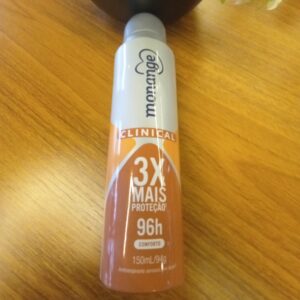 monange
CLINICAL
3X
MAIS
PROTEÇÃO
96h
CONFORTO
150mL/94g